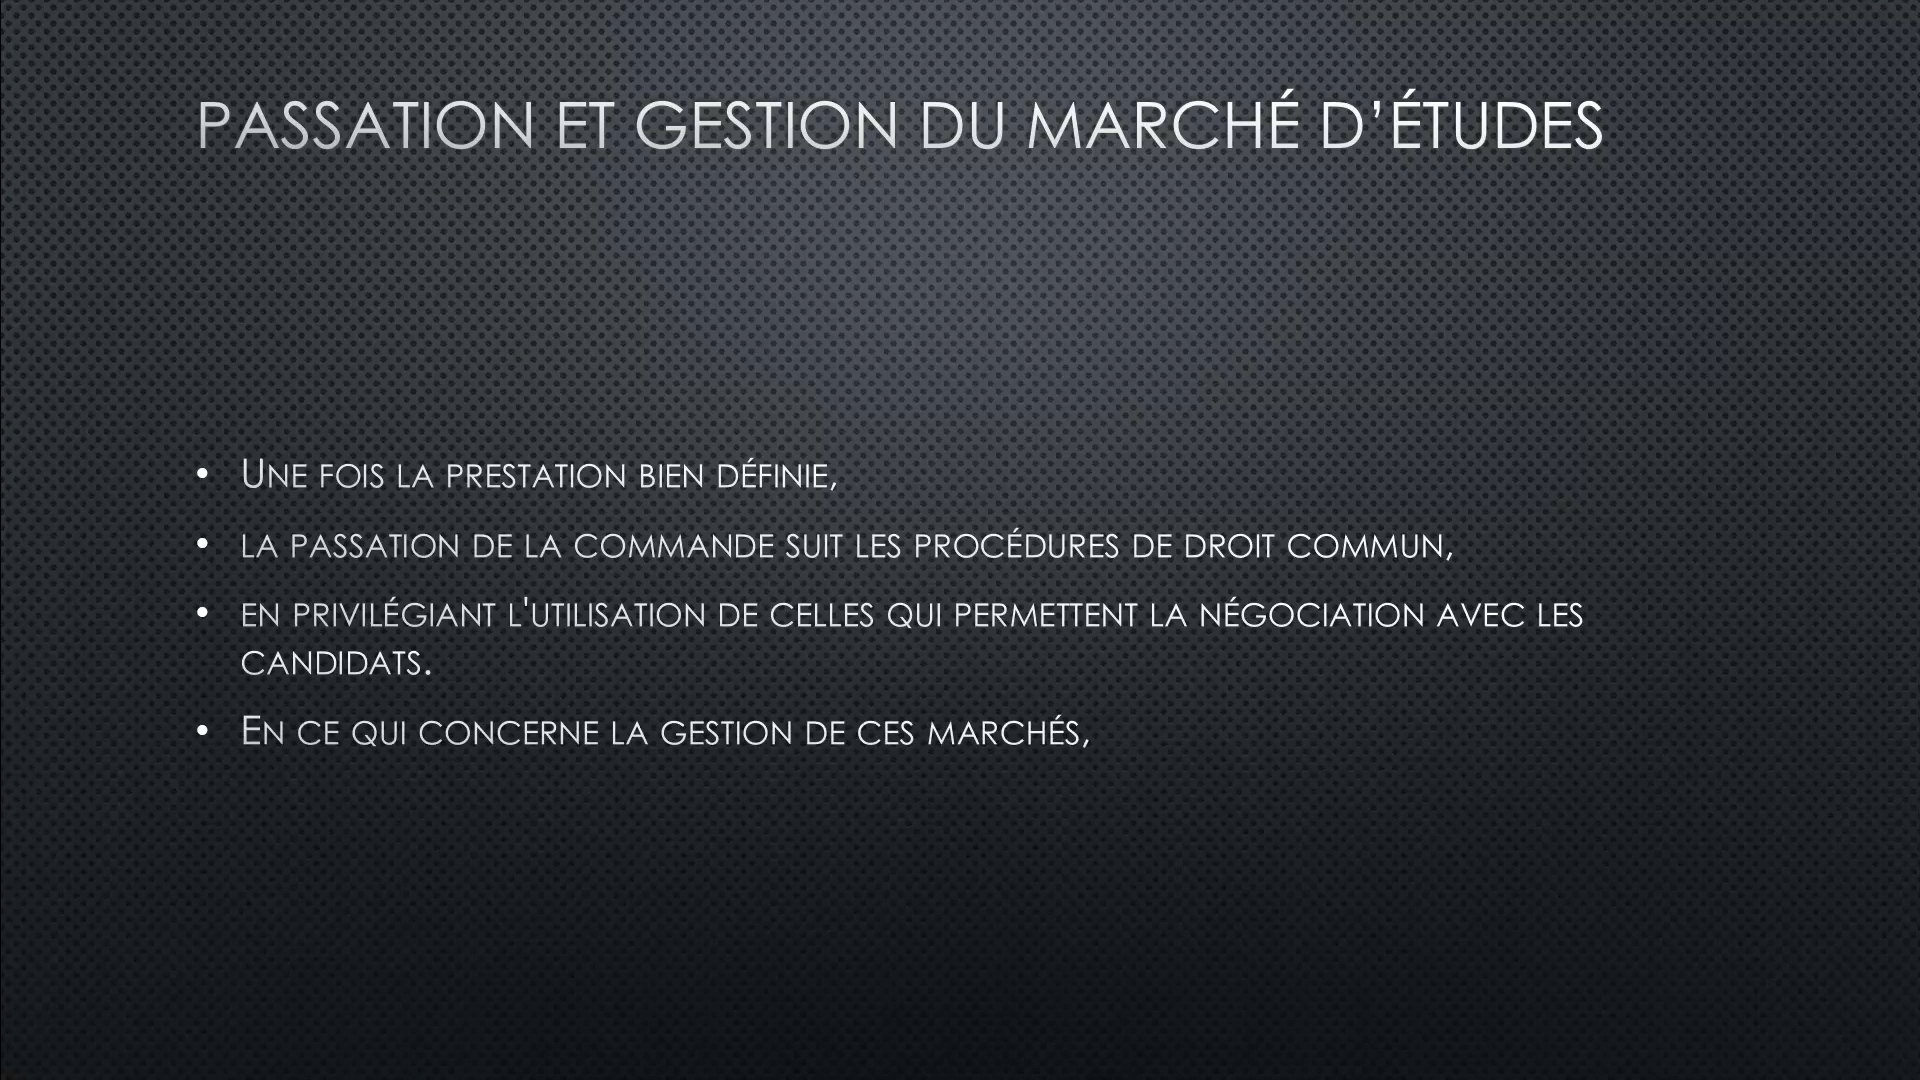 PASSATION ET GESTION DU MARCHÉ D’ÉTUDES
• UNE FOIS LA PRESTATION BIEN DÉFINIE,
• LA PASSATION DE LA COMMANDE SUIT LES PROCÉDURES DE DROIT COMMUN,
• EN PRIVILÉGIANT L'UTILISATION DE CELLES QUI PERMETTENT LA NÉGOCIATION AVEC LES
CANDIDATS.
• EN CE QUI CONCERNE LA GESTION DE CES MARCHÉS,